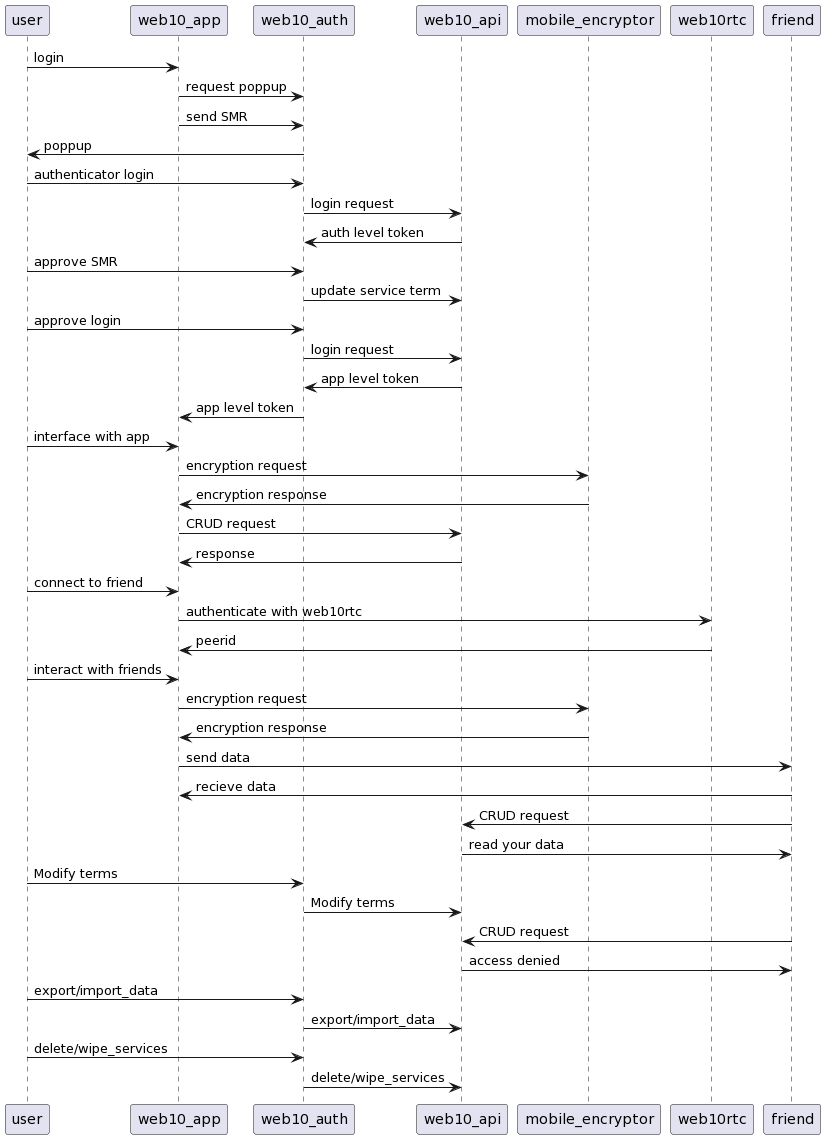 user web10_app web10_auth web10_api mobile_encryptor web10rtc friend
login
request poppup
send SMR
poppup
authenticator login
login request
auth level token
approve SMR
update service term
approve login
login request
app level token
app level token
interface with app
encryption request
encryption response
CRUD request
response
connect to friend
authenticate with web10rtc
peerid
interact with friends
encryption request
encryption response
send data
recieve data
CRUD request
read your data
Modify terms
Modify terms
CRUD request
access denied
export/import_data
export/import_data
delete/wipe_services
delete/wipe_services
user web10_app web10_auth web10_api mobile_encryptor web10rtc friend